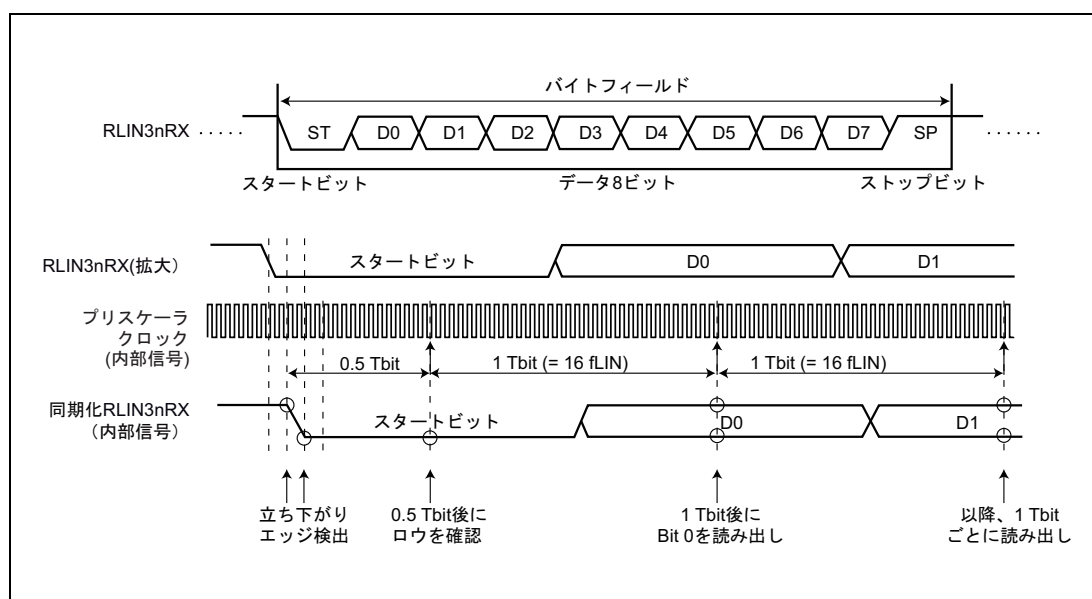 バイトフィールド
RLIN3nRX ····· ST D0 D1 D2 D3 D4 D5 D6 D7 SP ······
スタートビット データ8ビット ストップビット
RLIN3nRX(拡大） スタートビット D0 D1
プリスケーラ
クロック
(内部信号)
0.5 Tbit 1 Tbit (= 16 fLIN) 1 Tbit (= 16 fLIN)
同期化RLIN3nRX
（内部信号）
スタートビット D0 D1
立ち下がり
エッジ検出
0.5 Tbit後に
ロウを確認
1 Tbit後に
Bit 0を読み出し
以降、1 Tbit
ごとに読み出し